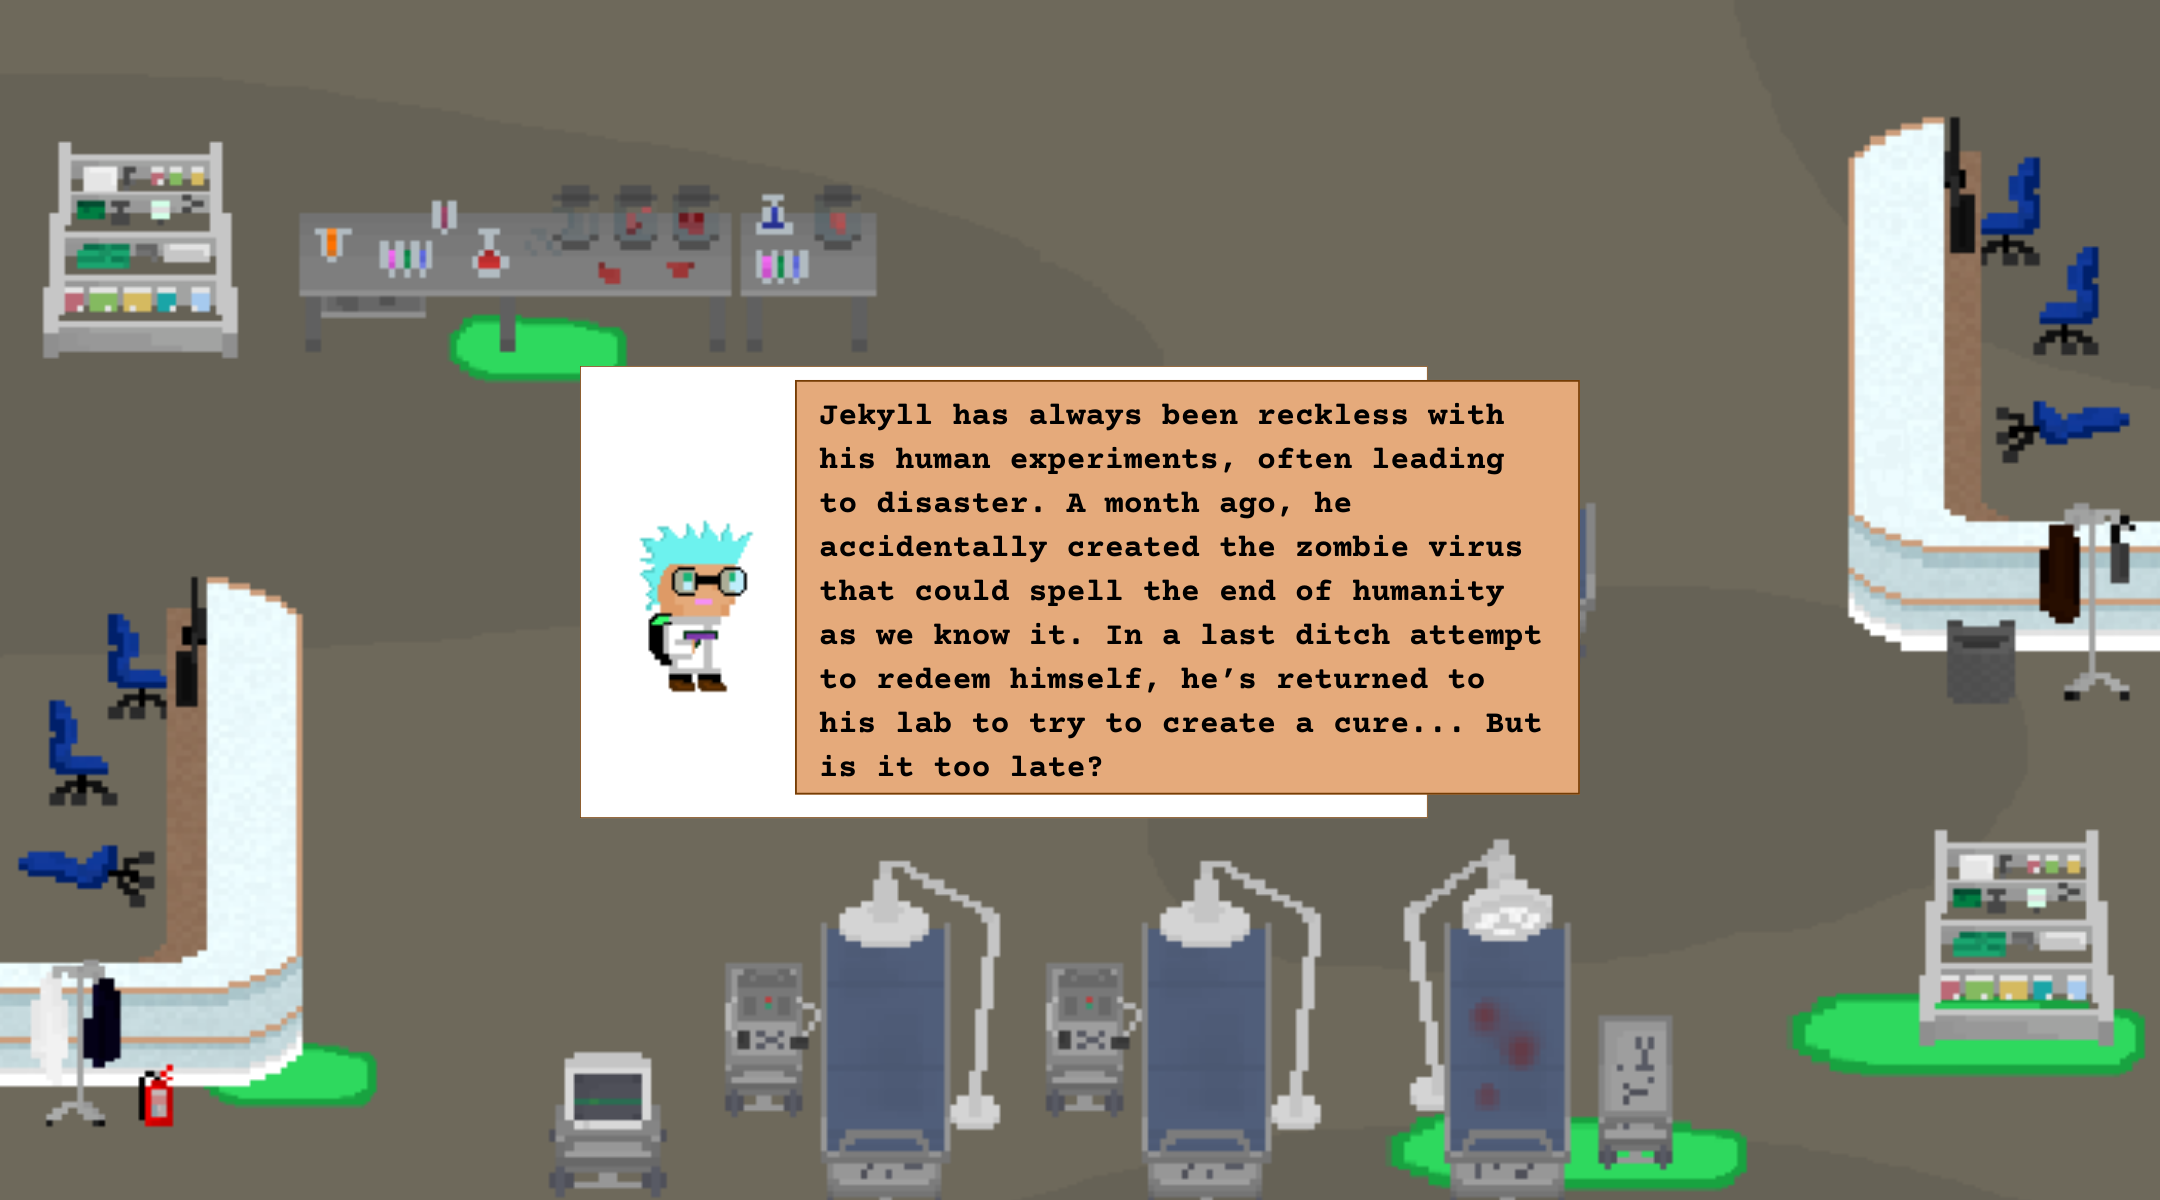 Jekyll has always been reckless with
his human experiments, often leading
to disaster. A month ago, he
accidentally created the zombie virus
that could spell the end of humanity
as we know it. In a last ditch attempt
to redeem himself, he’s returned to
his lab to try to create a cure... But
is it too late?